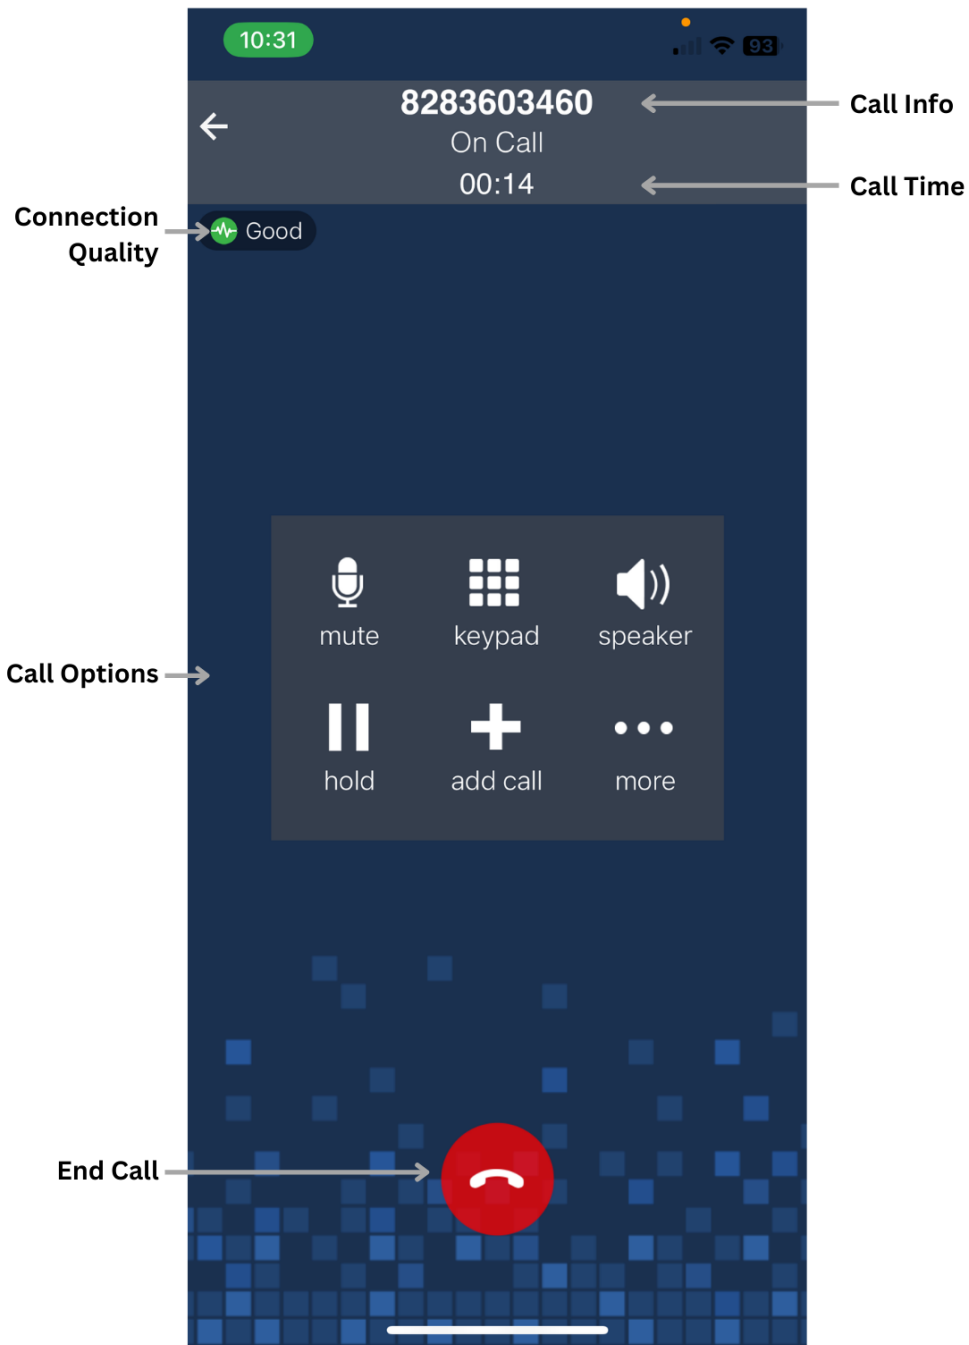 10:31
93
8283603460
Call Info
On Call
00:14
Call Time
Connection
Quality
Good
mute
keypad
speaker
Call Options
hold
add call
more
End Call